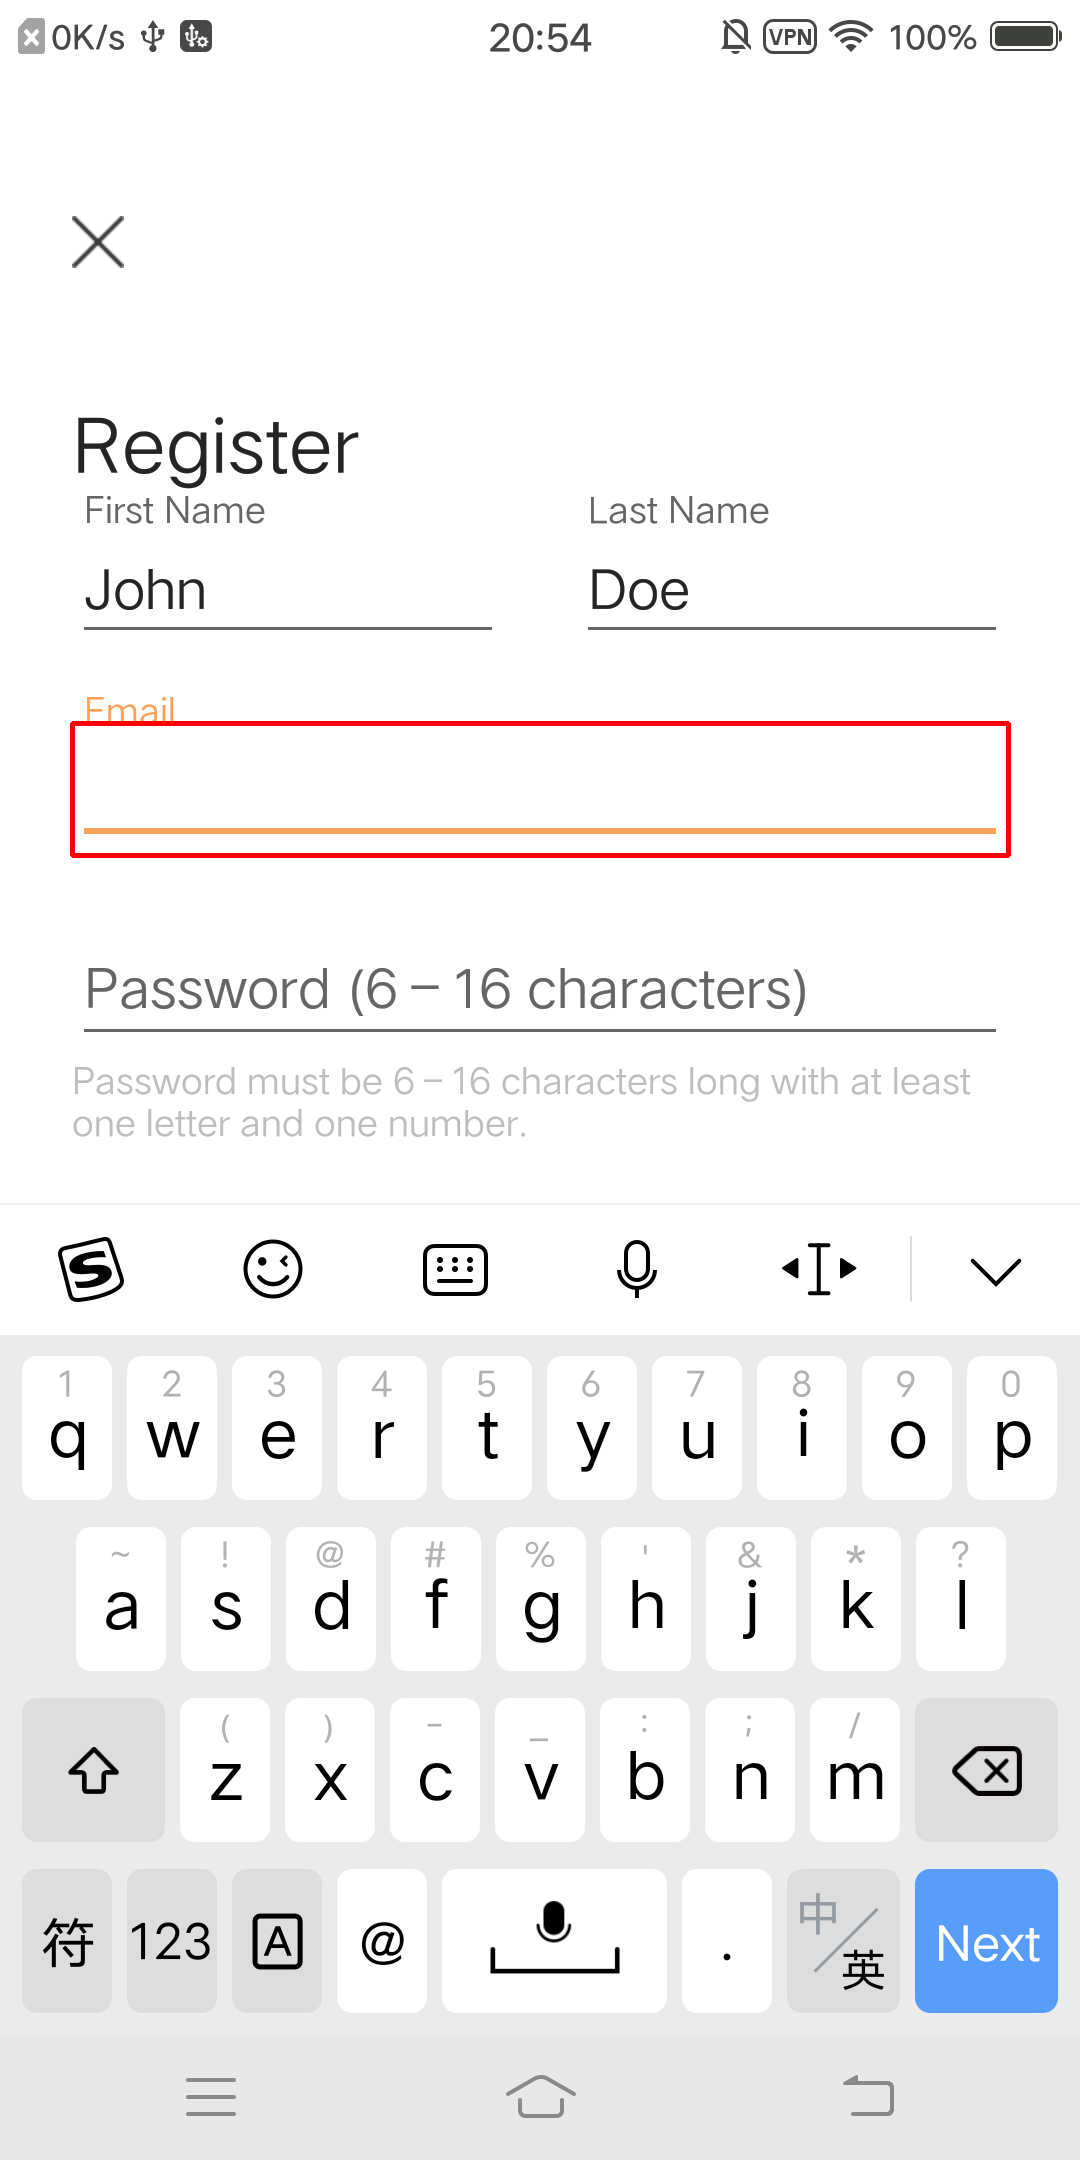 0K/s 20:54 VPN 100%
Register
First Name Last Name
John Doe
Email
Password (6 – 16 characters)
Password must be 6 – 16 characters long with at least
one letter and one number.
1 2 3 4 5 6 7 8 9 0
q w e r t y u i o p
~ ! @ # % ' & * ?
a s d f g h j k l
( ) – _ : ; /
z x c v b n m
符 123 A @ . 中/英 Next